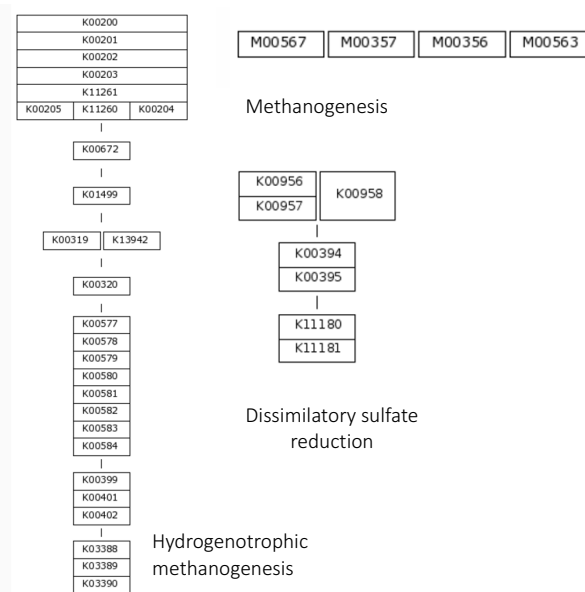 K00200
K00201
K00202
K00203
K11261
K00205 K11260 K00204
K00672
K01499
K00319 K13942
K00320
K00577
K00578
K00579
K00580
K00581
K00582
K00583
K00584
K00399
K00401
K00402
K03388
K03389
K03390
Hydrogenotrophic
methanogenesis
M00567 M00357 M00356 M00563
Methanogenesis
K00956
K00957
K00958
K00394
K00395
K11180
K11181
Dissimilatory sulfate
reduction